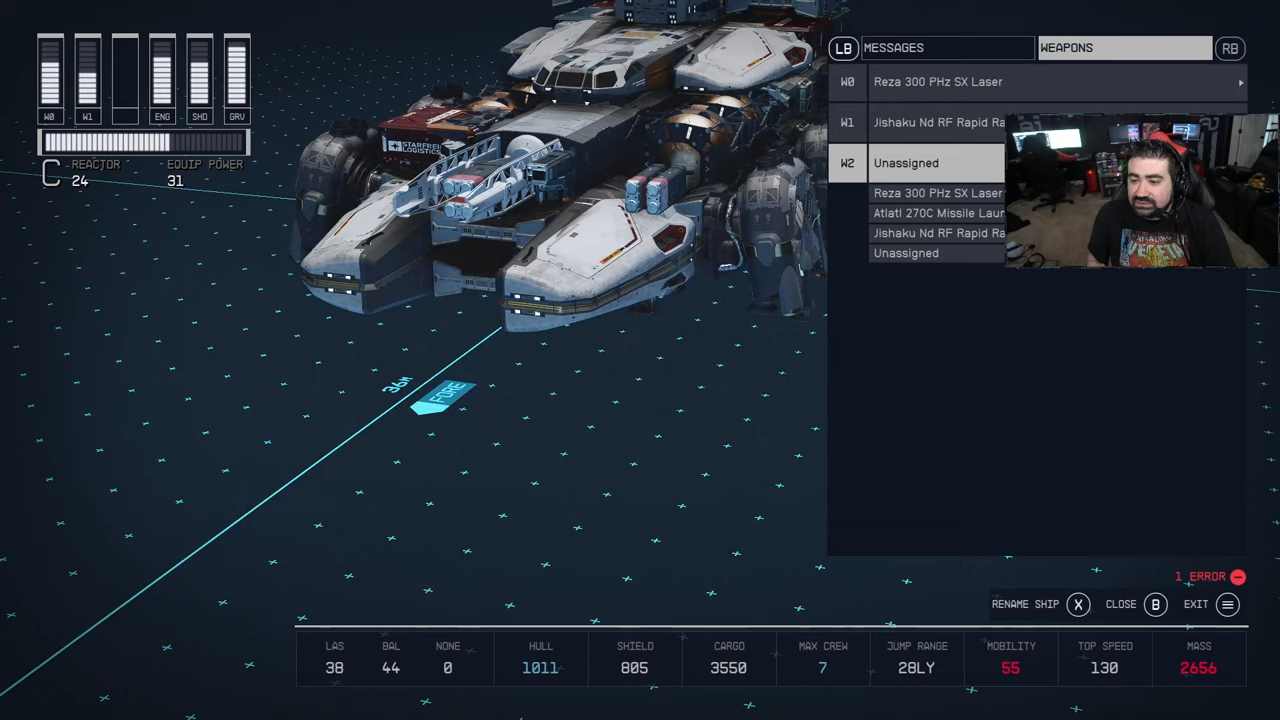 LB MESSAGES WEAPONS RB
W0 Reza 300 PHz SX Laser
W1 Jishaku Nd RF Rapid Ra
W2 Unassigned
Reza 300 PHz SX Laser
Atlatl 270C Missile Laun
Jishaku Nd RF Rapid Ra
Unassigned
W0 W1 ENG SHD GRV
C REACTOR EQUIP POWER
24 31
STARFREI
LOGISTICS
36M
FORE
1 ERROR
RENAME SHIP X CLOSE B EXIT
LAS BAL NONE HULL SHIELD CARGO MAX CREW JUMP RANGE MOBILITY TOP SPEED MASS
38 44 0 1011 805 3550 7 28LY 55 130 2656